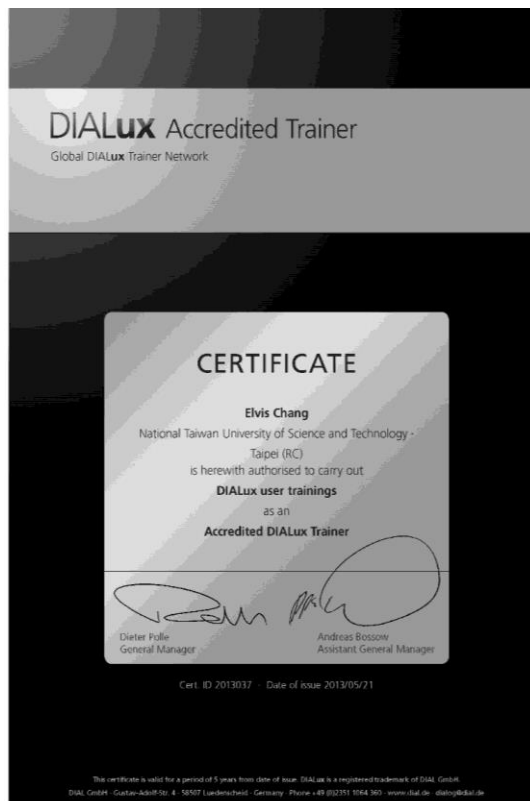 DIALux Accredited Trainer
Global DIALux Trainer Network
CERTIFICATE
Elvis Chang
National Taiwan University of Science and Technology -
Taipei (RC)
is herewith authorised to carry out
DIALux user trainings
as an
Accredited DIALux Trainer
Dieter Polle
General Manager
Andreas Bossow
Assistant General Manager
Cert. ID 2013037 · Date of issue 2013/05/21
This certificate is valid for a period of 5 years from date of issue. DIALux is a registered trademark of DIAL GmbH.
DIAL GmbH · Gustav-Adolf-Str. 4 · 58507 Luedenscheid · Germany · Phone +49 (0)2351 1064 360 · www.dial.de · dialog@dial.de